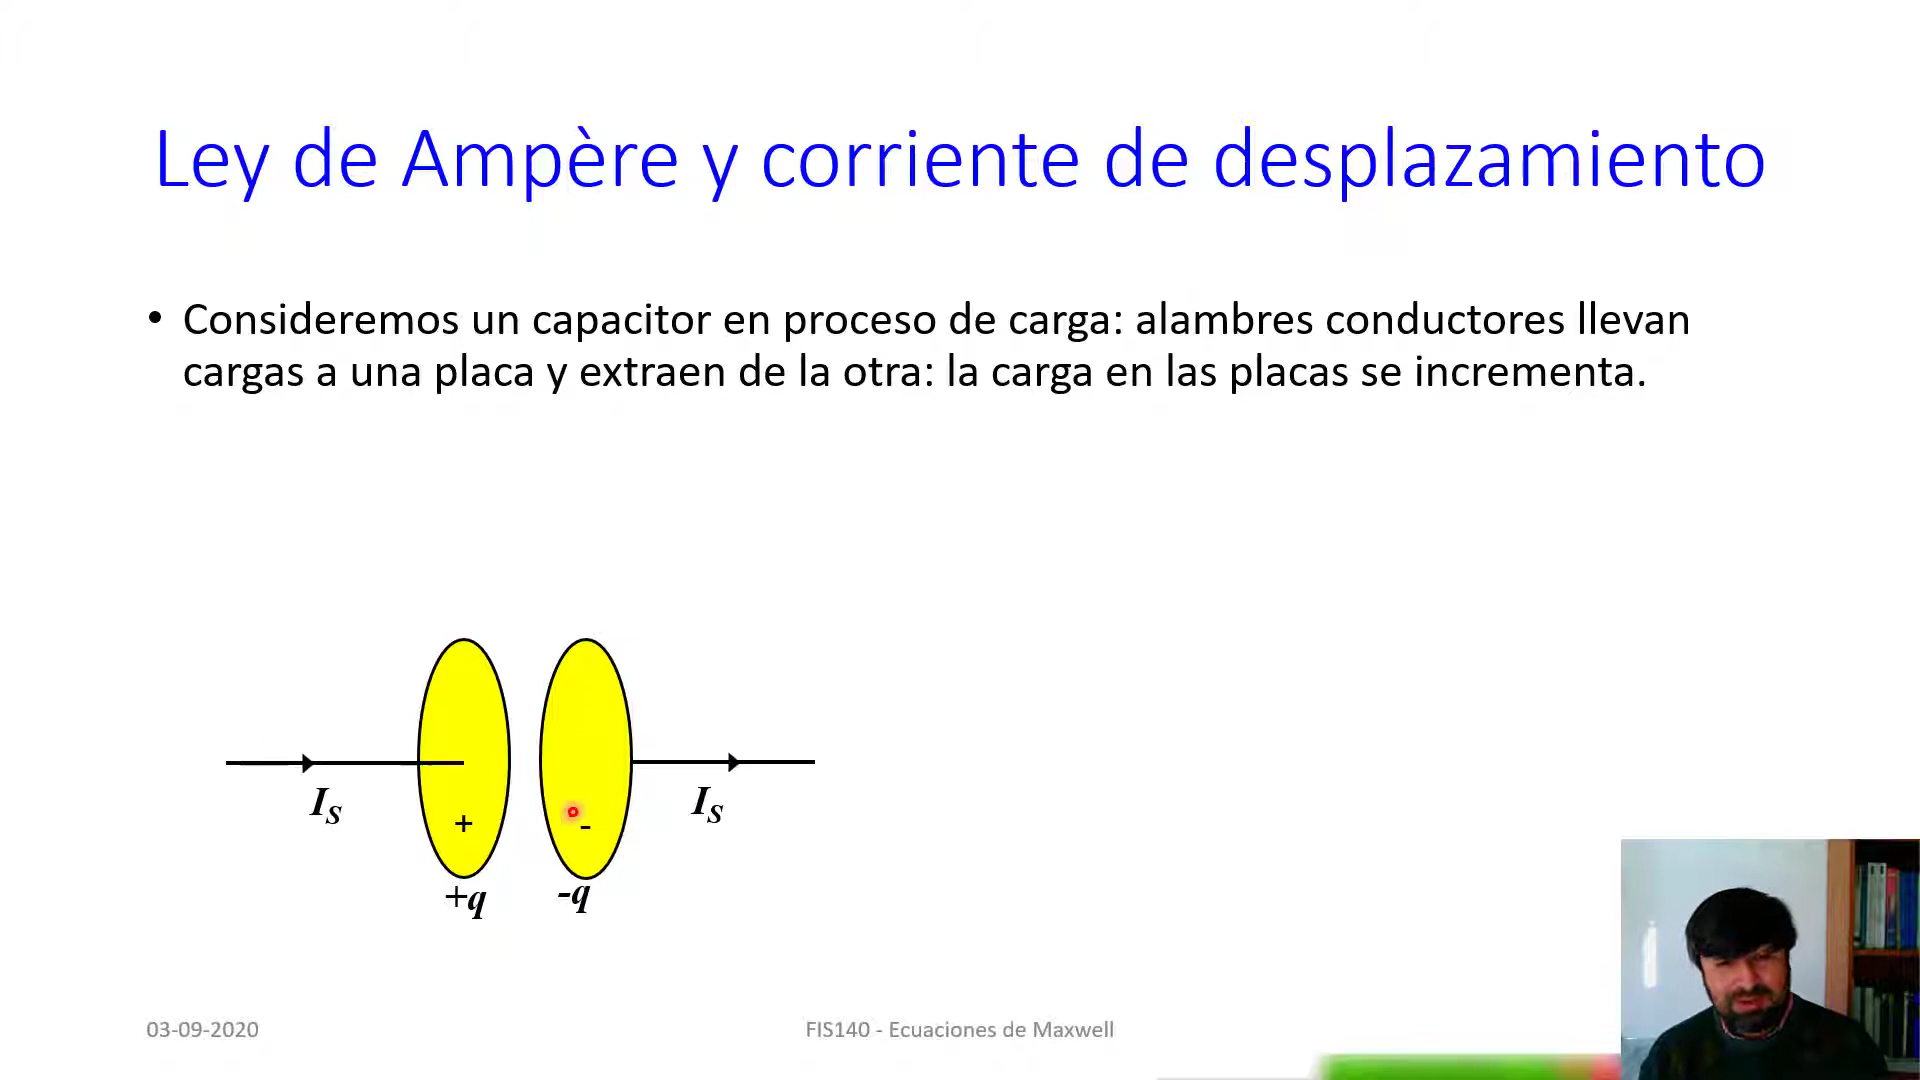 Ley de Ampère y corriente de desplazamiento
• Consideremos un capacitor en proceso de carga: alambres conductores llevan
cargas a una placa y extraen de la otra: la carga en las placas se incrementa.
I_S
+
-
I_S
+q
-q
03-09-2020
FIS140 - Ecuaciones de Maxwell